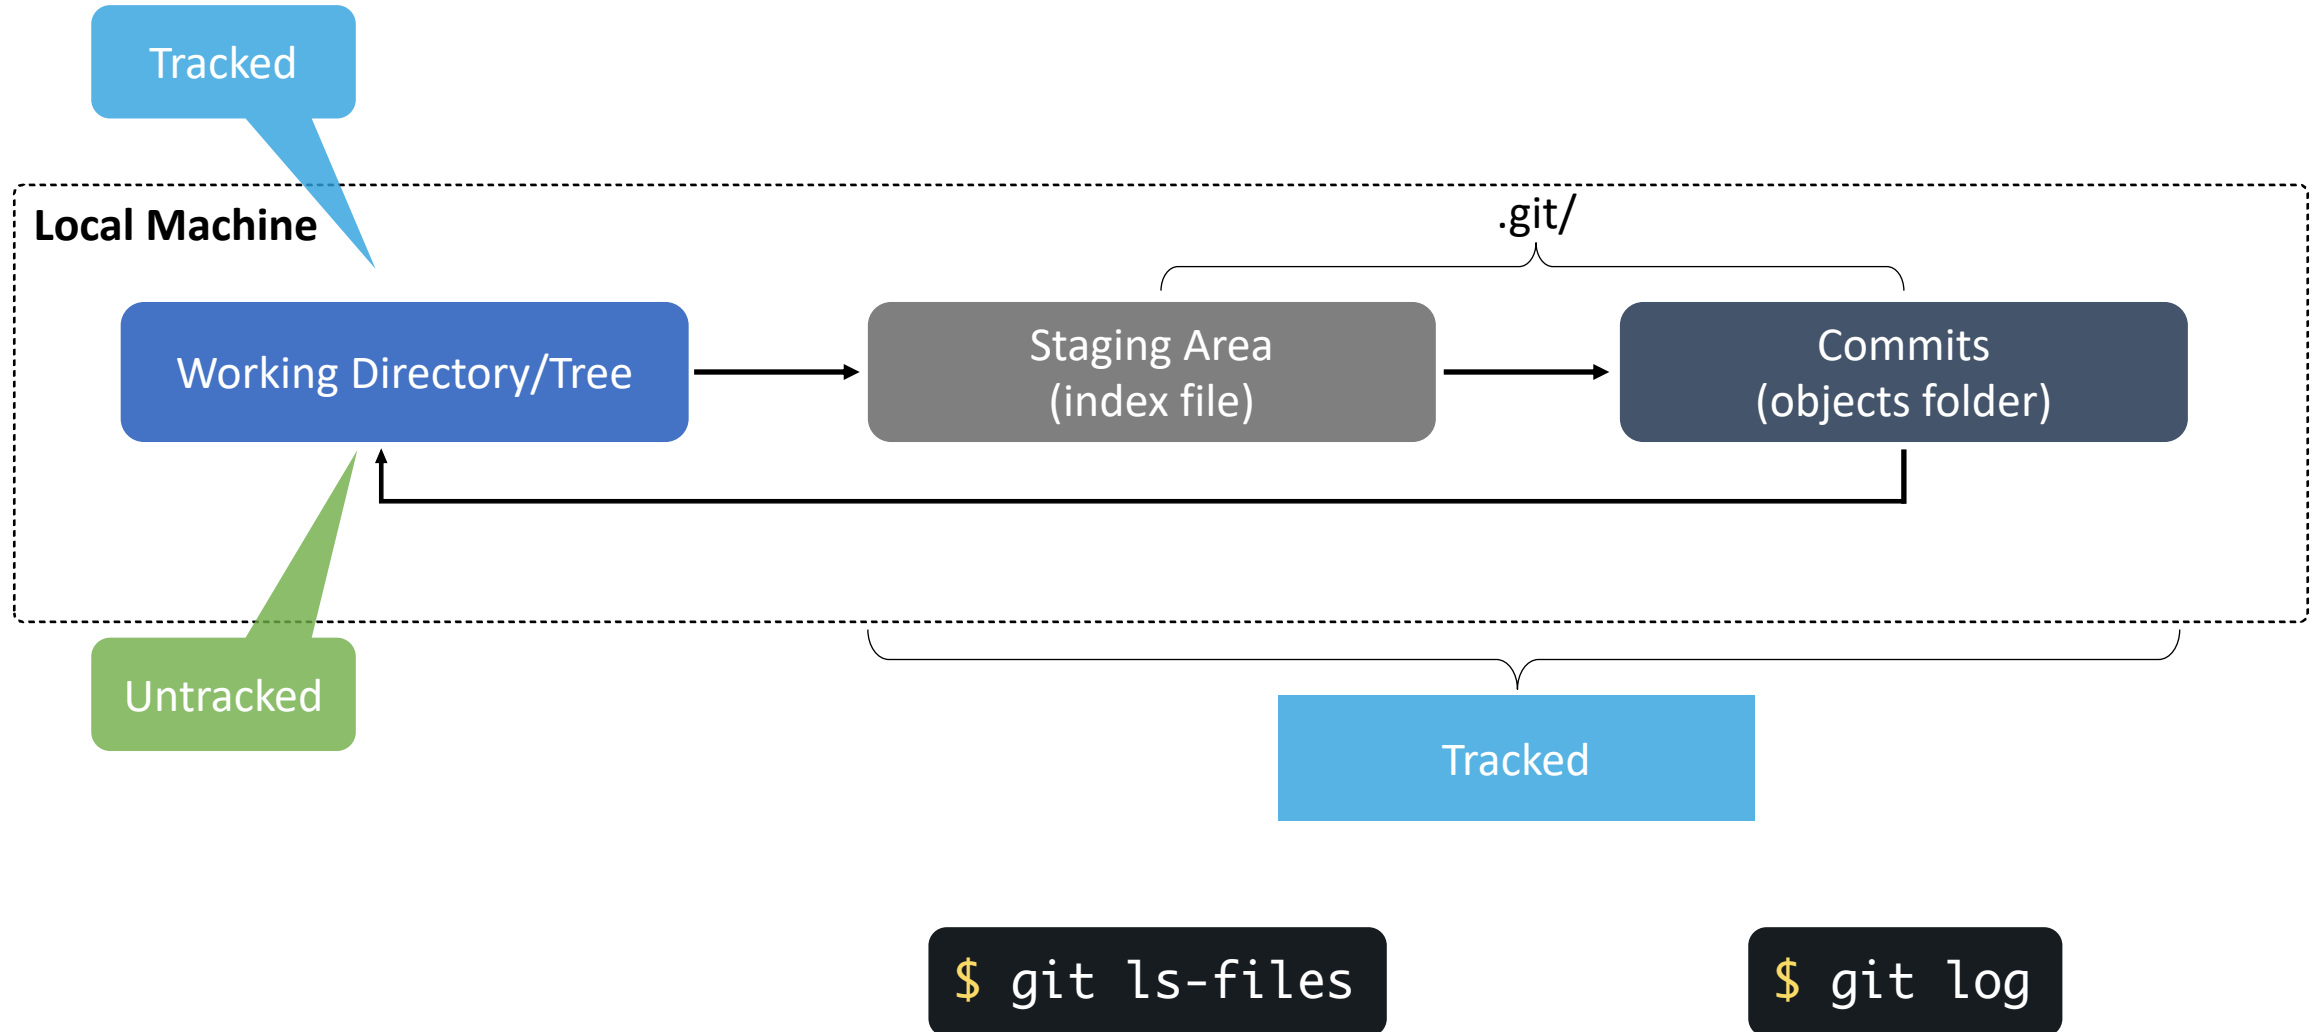 Tracked
Local Machine
.git/
Working Directory/Tree
Staging Area
(index file)
Commits
(objects folder)
Untracked
Tracked
$ git ls-files
$ git log